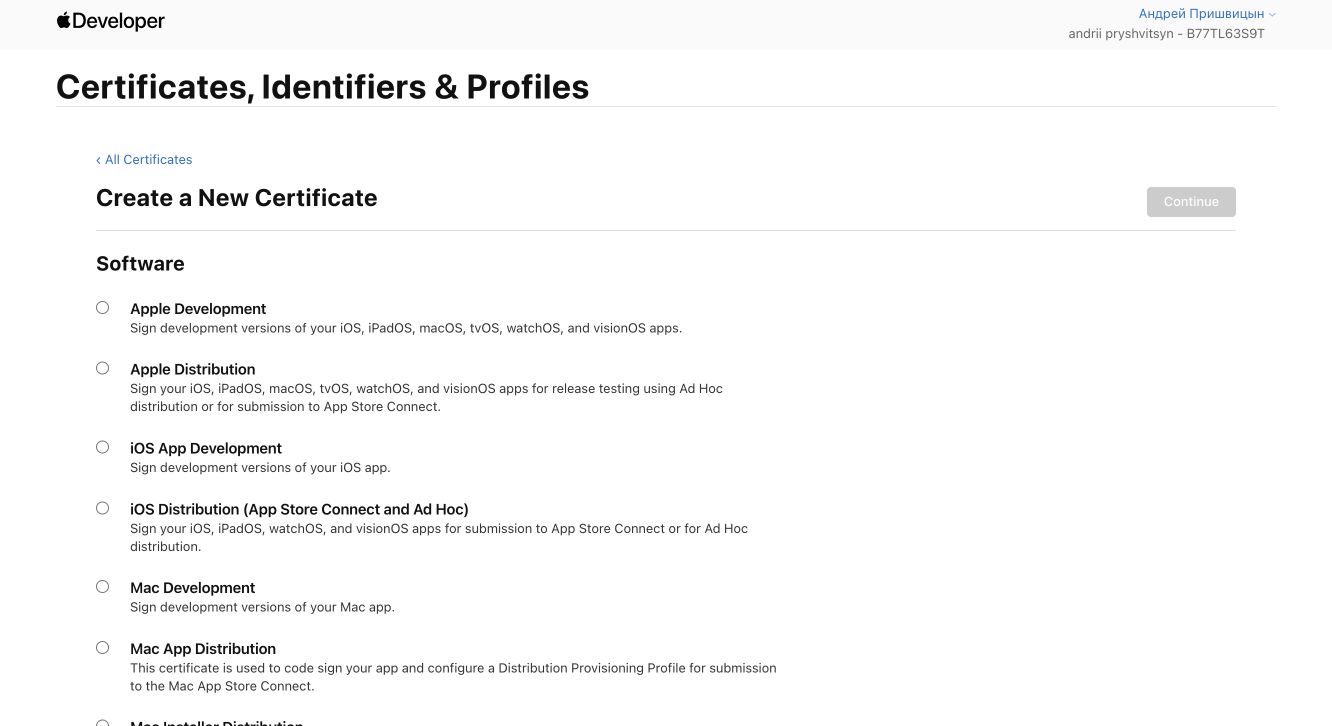 Developer
Андрей Пришвицын
andrii pryshvitsyn - B77TL63S9T
Certificates, Identifiers & Profiles
‹ All Certificates
Create a New Certificate
Continue
Software
Apple Development
Sign development versions of your iOS, iPadOS, macOS, tvOS, watchOS, and visionOS apps.
Apple Distribution
Sign your iOS, iPadOS, macOS, tvOS, watchOS, and visionOS apps for release testing using Ad Hoc
distribution or for submission to App Store Connect.
iOS App Development
Sign development versions of your iOS app.
iOS Distribution (App Store Connect and Ad Hoc)
Sign your iOS, iPadOS, watchOS, and visionOS apps for submission to App Store Connect or for Ad Hoc
distribution.
Mac Development
Sign development versions of your Mac app.
Mac App Distribution
This certificate is used to code sign your app and configure a Distribution Provisioning Profile for submission
to the Mac App Store Connect.
Mac Installer Distribution